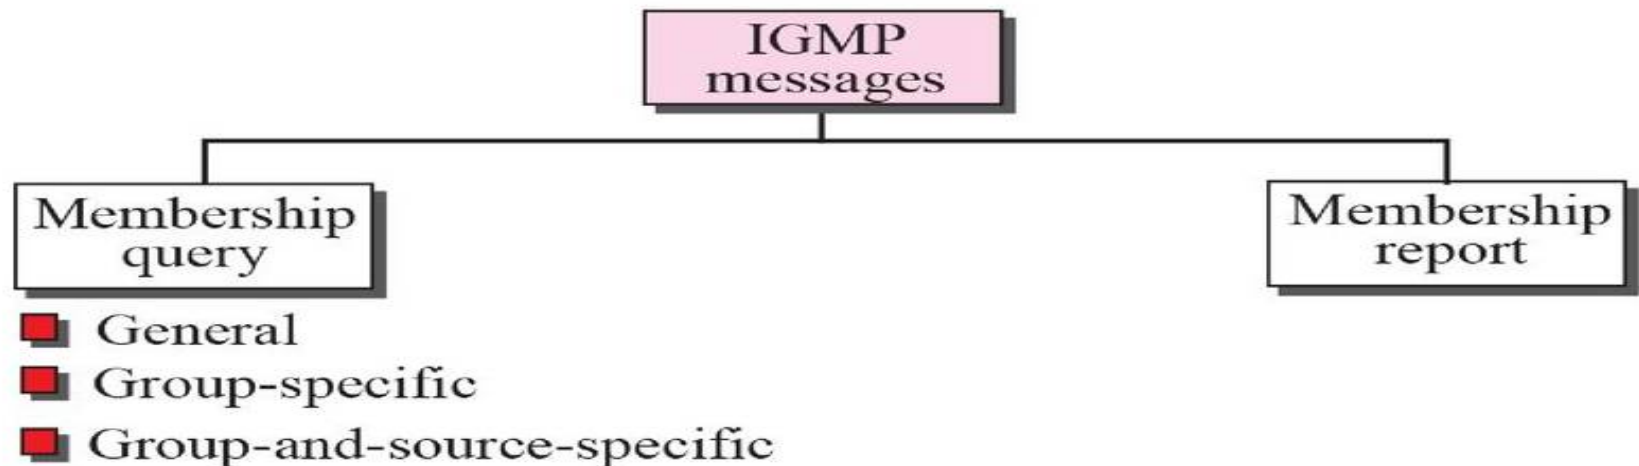 IGMP
messages
Membership
query
Membership
report
General
Group-specific
Group-and-source-specific